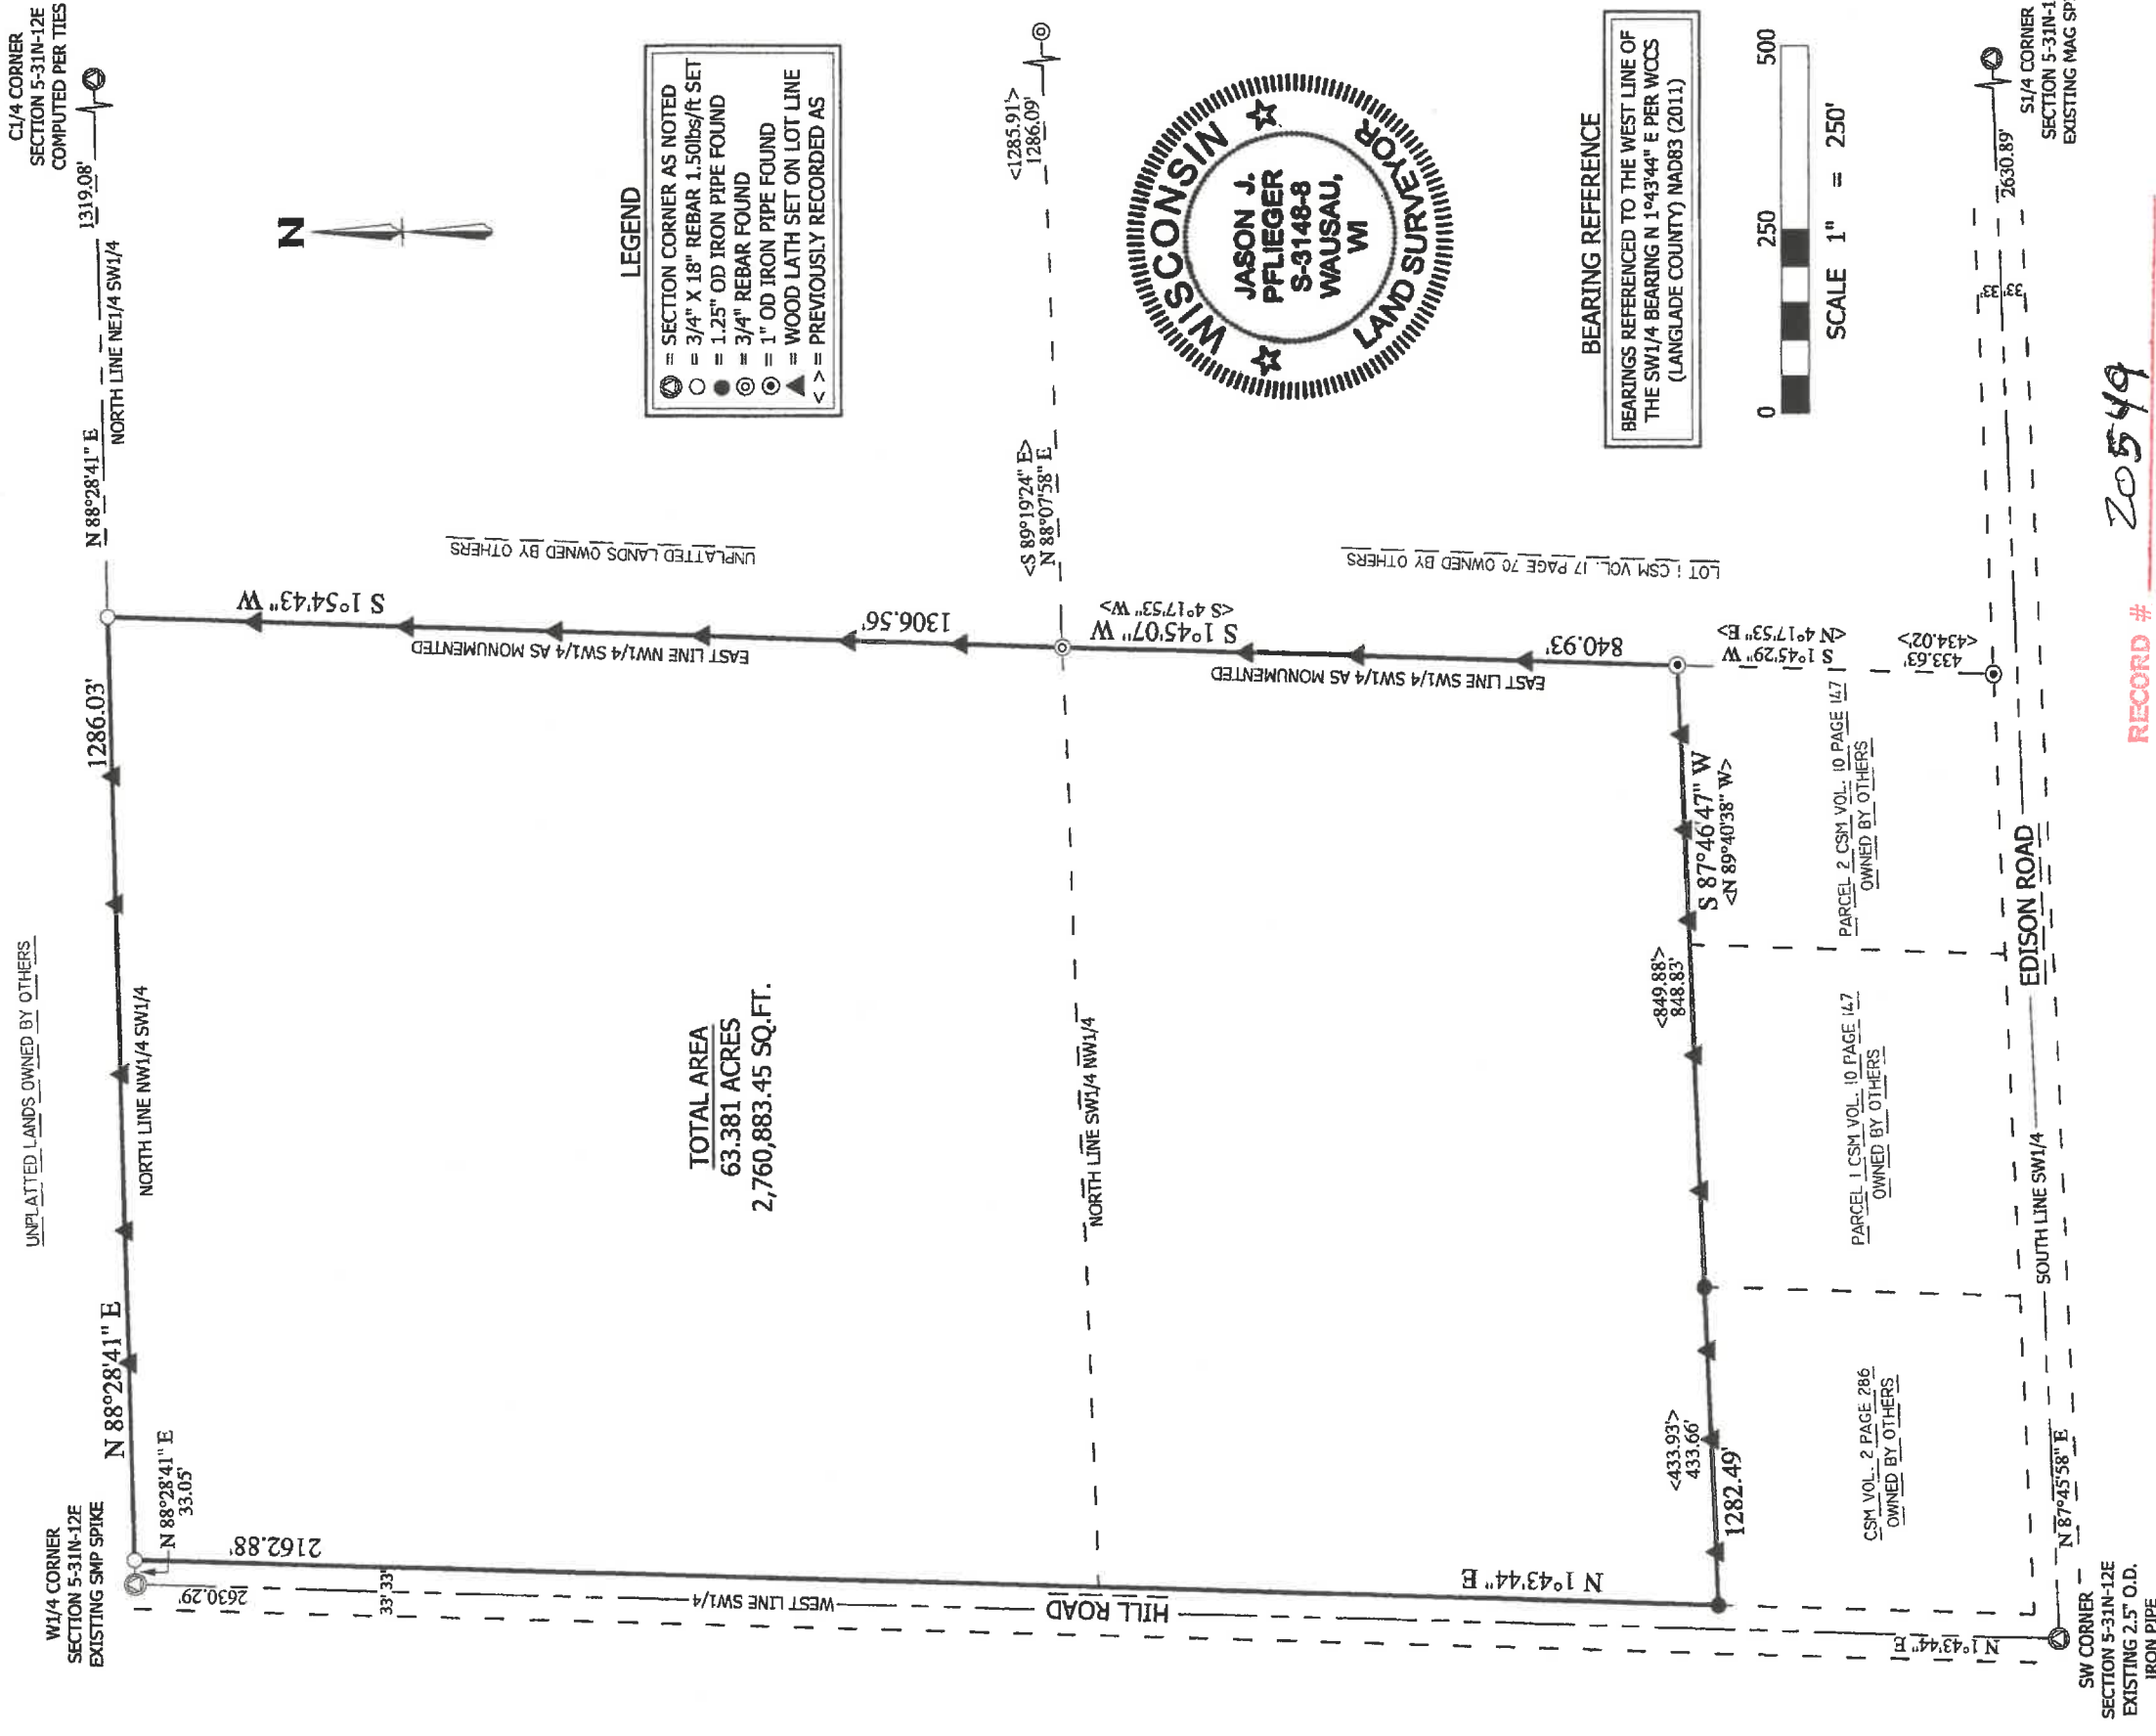 C1/4 CORNER
SECTION 5-31N-12E
COMPUTED PER TIES
1319.08'
N 88°28'41" E
NORTH LINE NE1/4 SW1/4
UNPLATTED LANDS OWNED BY OTHERS
1286.03'
NORTH LINE NW1/4 SW1/4
N 88°28'41" E
W1/4 CORNER
SECTION 5-31N-12E
EXISTING SMP SPIKE
N 88°28'41" E
33.05'
N
LEGEND
= SECTION CORNER AS NOTED
= 3/4" X 18" REBAR 1.50lbs/ft SET
= 1.25" OD IRON PIPE FOUND
= 3/4" REBAR FOUND
= 1" OD IRON PIPE FOUND
= WOOD LATH SET ON LOT LINE
< > = PREVIOUSLY RECORDED AS
UNPLATTED LANDS OWNED BY OTHERS
S 1°54'43" W
1306.56'
EAST LINE NW1/4 SW1/4 AS MONUMENTED
TOTAL AREA
63.381 ACRES
2,760,883.45 SQ.FT.
2162.88'
2630.29'
33'
33'
WEST LINE SW1/4
HILL ROAD
N 1°43'44" E
<1285.91'>
1286.09'
<S 89°19'24" E>
N 88°07'58" E
NORTH LINE SW1/4 NW1/4
WISCONSIN
JASON J.
PFLIEGER
S-3148-8
WAUSAU,
WI
LAND SURVEYOR
LOT 1 CSM VOL. 17 PAGE 70 OWNED BY OTHERS
<S 4°17'53" W>
S 1°45'07" W
840.93'
EAST LINE SW1/4 SW1/4 AS MONUMENTED
BEARING REFERENCE
BEARINGS REFERENCED TO THE WEST LINE OF
THE SW1/4 BEARING N 1°43'44" E PER WCCS
(LANGLADE COUNTY) NAD83 (2011)
0
250
500
SCALE 1" = 250'
S 87°46'47" W
<N 89°40'38" W>
<849.88'>
848.83'
<433.93'>
433.66'
1282.49'
<N 4°17'53" E>
S 1°45'29" W
433.63'
<434.02'>
PARCEL 2 CSM VOL. 10 PAGE 147
OWNED BY OTHERS
PARCEL 1 CSM VOL. 10 PAGE 147
OWNED BY OTHERS
CSM VOL. 2 PAGE 286
OWNED BY OTHERS
33'
33'
2630.89'
EDISON ROAD
SOUTH LINE SW1/4
N 87°45'58" E
N 1°43'44" E
S1/4 CORNER
SECTION 5-31N-1
EXISTING MAG SP
SW CORNER
SECTION 5-31N-12E
EXISTING 2.5" O.D.
IRON PIPE
RECORD # 20549